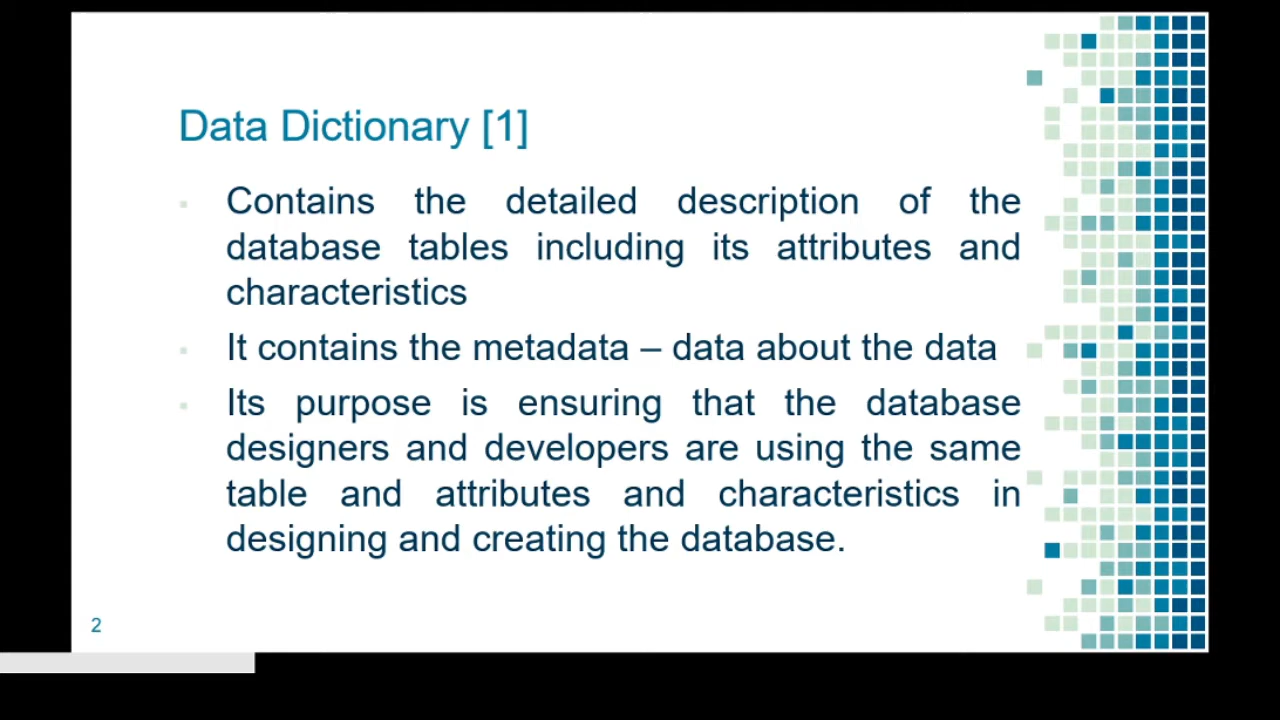 Data Dictionary [1]
Contains the detailed description of the
database tables including its attributes and
characteristics
It contains the metadata – data about the data
Its purpose is ensuring that the database
designers and developers are using the same
table and attributes and characteristics in
designing and creating the database.
2